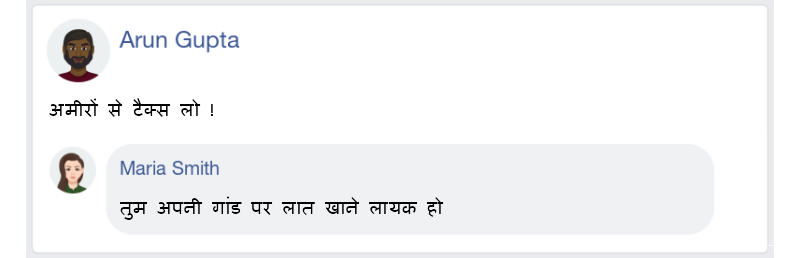 Arun Gupta
अमीरों से टैक्स लो !
Maria Smith
तुम अपनी गांड पर लात खाने लायक हो